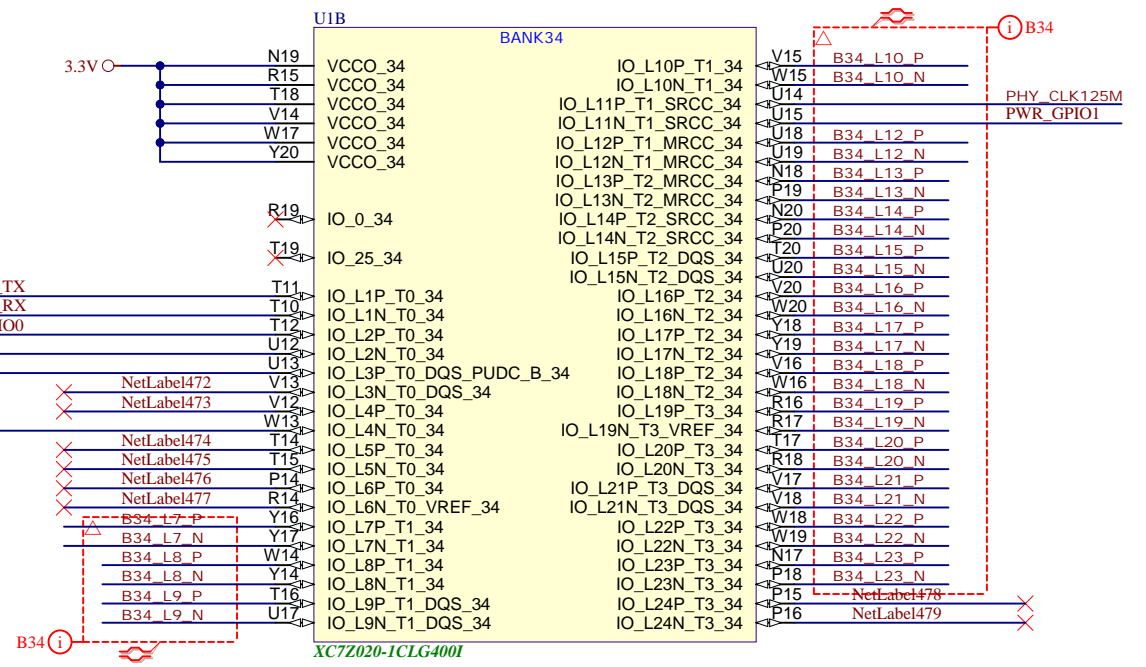 U1B
BANK34
B34
3.3V
N19 VCCO_34
R15 VCCO_34
T18 VCCO_34
V14 VCCO_34
W17 VCCO_34
Y20 VCCO_34
R19 IO_0_34
T19 IO_25_34
_TX T11 IO_L1P_T0_34
_RX T10 IO_L1N_T0_34
IO0 T12 IO_L2P_T0_34
U12 IO_L2N_T0_34
U13 IO_L3P_T0_DQS_PUDC_B_34
NetLabel472 V13 IO_L3N_T0_DQS_34
NetLabel473 V12 IO_L4P_T0_34
W13 IO_L4N_T0_34
NetLabel474 T14 IO_L5P_T0_34
NetLabel475 T15 IO_L5N_T0_34
NetLabel476 P14 IO_L6P_T0_34
NetLabel477 R14 IO_L6N_T0_VREF_34
B34_L7_P Y16 IO_L7P_T1_34
B34_L7_N Y17 IO_L7N_T1_34
B34_L8_P W14 IO_L8P_T1_34
B34_L8_N Y14 IO_L8N_T1_34
B34_L9_P T16 IO_L9P_T1_DQS_34
B34_L9_N U17 IO_L9N_T1_DQS_34
B34 i
IO_L10P_T1_34 V15 B34_L10_P
IO_L10N_T1_34 W15 B34_L10_N
IO_L11P_T1_SRCC_34 U14 PHY_CLK125M
IO_L11N_T1_SRCC_34 U15 PWR_GPIO1
IO_L12P_T1_MRCC_34 U18 B34_L12_P
IO_L12N_T1_MRCC_34 U19 B34_L12_N
IO_L13P_T2_MRCC_34 N18 B34_L13_P
IO_L13N_T2_MRCC_34 P19 B34_L13_N
IO_L14P_T2_SRCC_34 N20 B34_L14_P
IO_L14N_T2_SRCC_34 P20 B34_L14_N
IO_L15P_T2_DQS_34 T20 B34_L15_P
IO_L15N_T2_DQS_34 U20 B34_L15_N
IO_L16P_T2_34 V20 B34_L16_P
IO_L16N_T2_34 W20 B34_L16_N
IO_L17P_T2_34 Y18 B34_L17_P
IO_L17N_T2_34 Y19 B34_L17_N
IO_L18P_T2_34 V16 B34_L18_P
IO_L18N_T2_34 W16 B34_L18_N
IO_L19P_T3_34 R16 B34_L19_P
IO_L19N_T3_VREF_34 R17 B34_L19_N
IO_L20P_T3_34 T17 B34_L20_P
IO_L20N_T3_34 R18 B34_L20_N
IO_L21P_T3_DQS_34 V17 B34_L21_P
IO_L21N_T3_DQS_34 V18 B34_L21_N
IO_L22P_T3_34 W18 B34_L22_P
IO_L22N_T3_34 W19 B34_L22_N
IO_L23P_T3_34 N17 B34_L23_P
IO_L23N_T3_34 P18 B34_L23_N
IO_L24P_T3_34 P15 NetLabel478
IO_L24N_T3_34 P16 NetLabel479
i
XC7Z020-1CLG400I